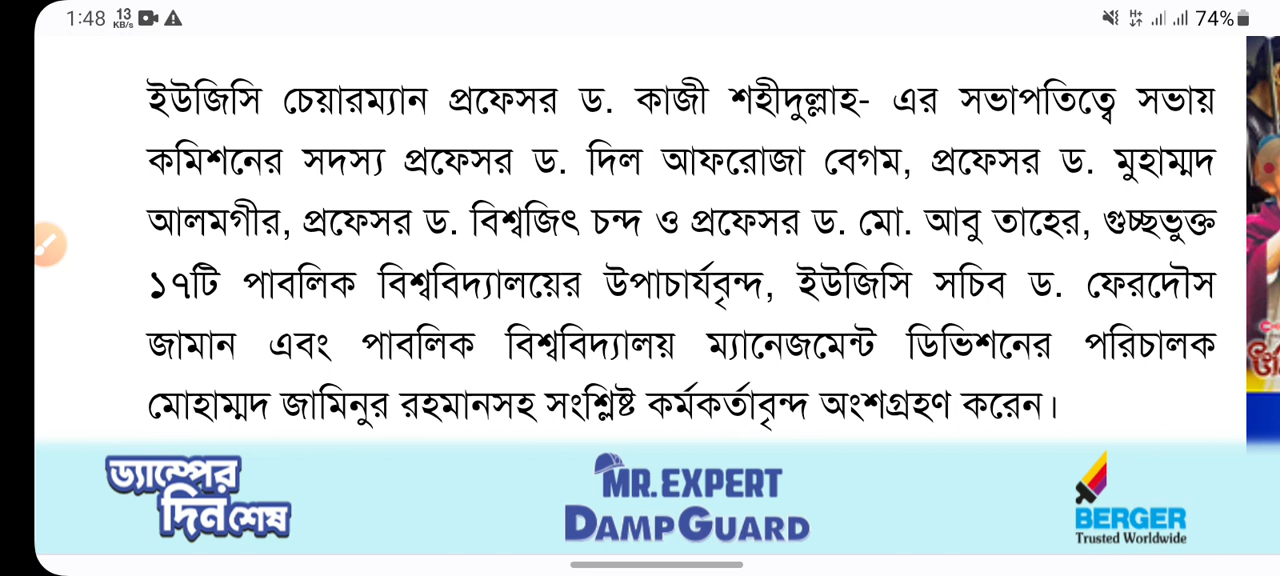 1:48 13 KB/s H+ 74%
ইউজিসি চেয়ারম্যান প্রফেসর ড. কাজী শহীদুল্লাহ- এর সভাপতিত্বে সভায়
কমিশনের সদস্য প্রফেসর ড. দিল আফরোজা বেগম, প্রফেসর ড. মুহাম্মদ
আলমগীর, প্রফেসর ড. বিশ্বজিৎ চন্দ ও প্রফেসর ড. মো. আবু তাহের, গুচ্ছভুক্ত
১৭টি পাবলিক বিশ্ববিদ্যালয়ের উপাচার্যবৃন্দ, ইউজিসি সচিব ড. ফেরদৌস
জামান এবং পাবলিক বিশ্ববিদ্যালয় ম্যানেজমেন্ট ডিভিশনের পরিচালক
মোহাম্মদ জামিনুর রহমানসহ সংশ্লিষ্ট কর্মকর্তাবৃন্দ অংশগ্রহণ করেন।
ড্যাম্পের
দিন শেষ
MR. EXPERT
DAMPGUARD
BERGER
Trusted Worldwide